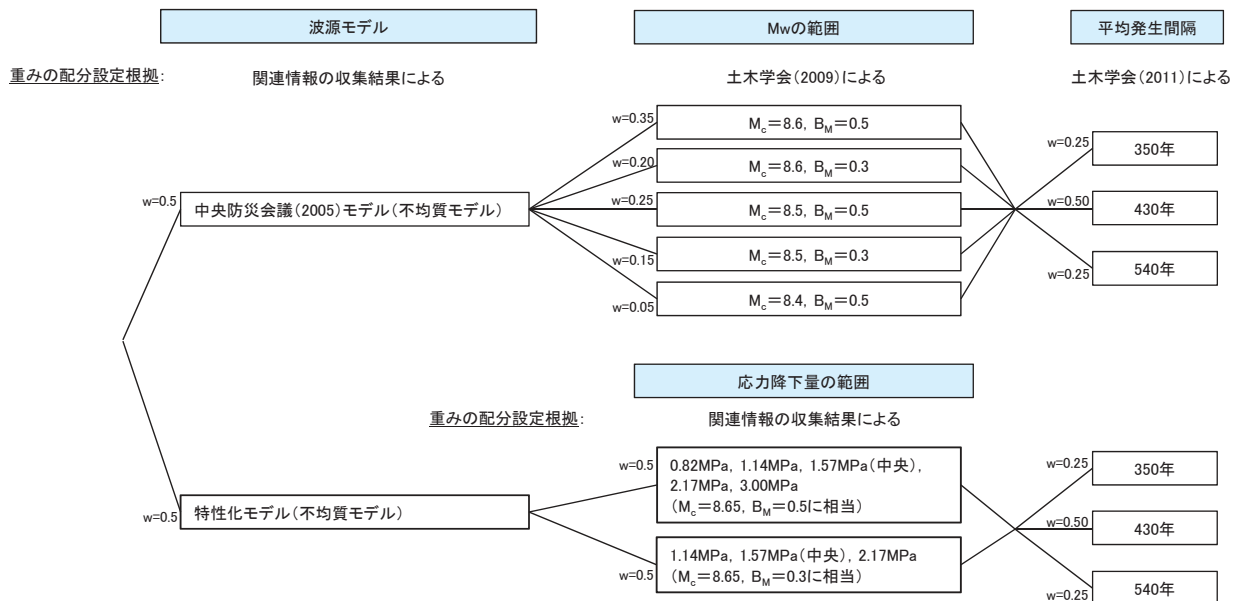 波源モデル
Mwの範囲
平均発生間隔
重みの配分設定根拠:
関連情報の収集結果による
土木学会(2009)による
土木学会(2011)による
w=0.5
中央防災会議(2005)モデル(不均質モデル)
w=0.35
Mc=8.6, BM=0.5
w=0.20
Mc=8.6, BM=0.3
w=0.25
Mc=8.5, BM=0.5
w=0.15
Mc=8.5, BM=0.3
w=0.05
Mc=8.4, BM=0.5
w=0.25
350年
w=0.50
430年
w=0.25
540年
応力降下量の範囲
重みの配分設定根拠:
関連情報の収集結果による
w=0.5
特性化モデル(不均質モデル)
w=0.5
0.82MPa, 1.14MPa, 1.57MPa(中央),
2.17MPa, 3.00MPa
(Mc=8.65, BM=0.5に相当)
w=0.5
1.14MPa, 1.57MPa(中央), 2.17MPa
(Mc=8.65, BM=0.3に相当)
w=0.25
350年
w=0.50
430年
w=0.25
540年